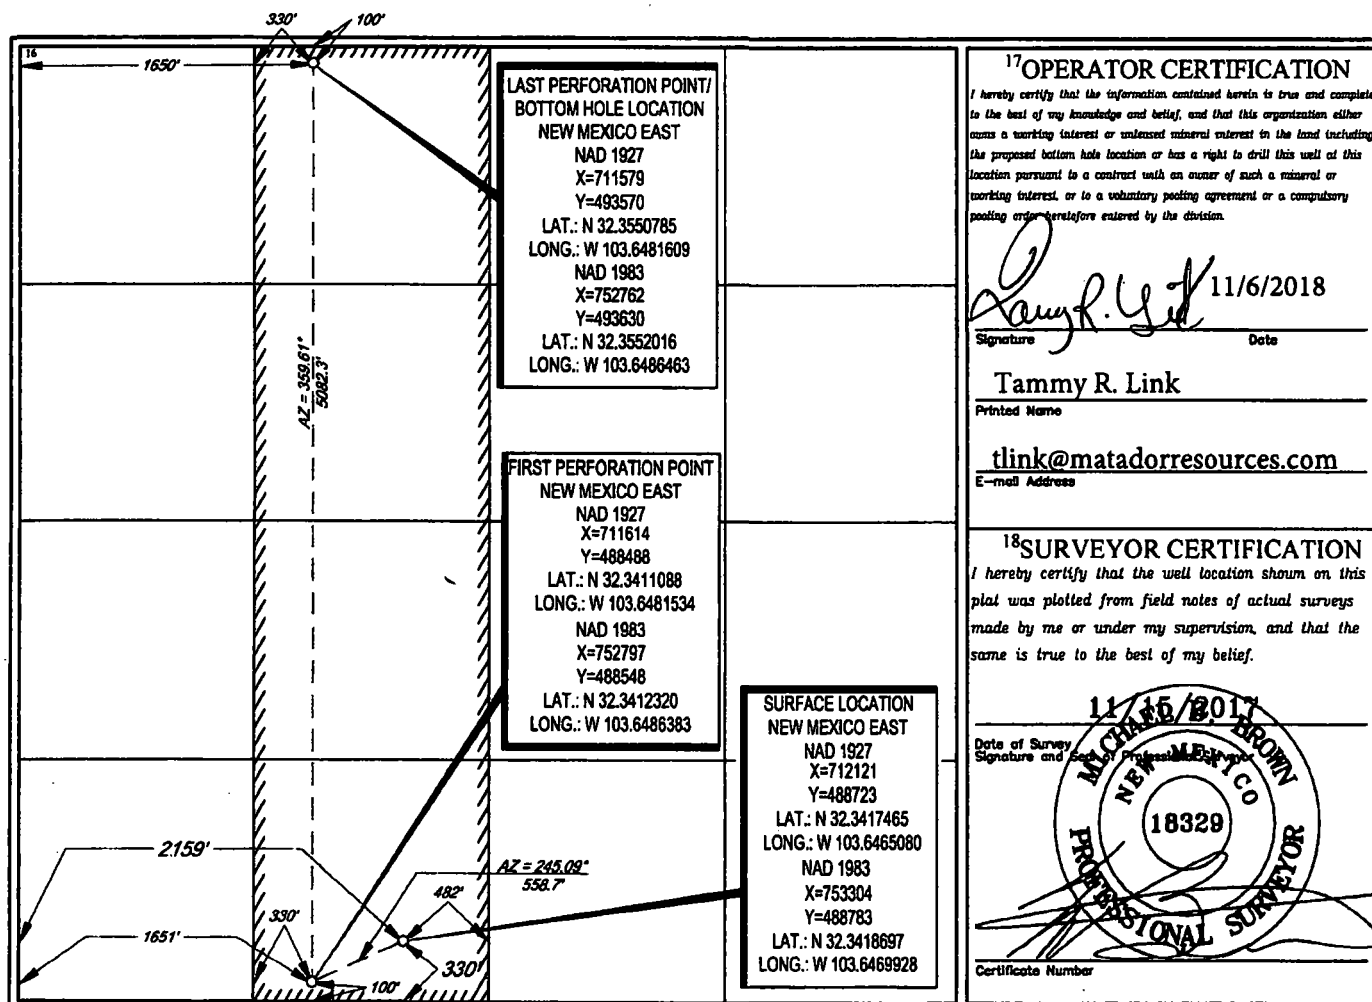 16
330'
100'
1650'
LAST PERFORATION POINT/
BOTTOM HOLE LOCATION
NEW MEXICO EAST
NAD 1927
X=711579
Y=493570
LAT.: N 32.3550785
LONG.: W 103.6481609
NAD 1983
X=752762
Y=493630
LAT.: N 32.3552016
LONG.: W 103.6486463
AZ = 359.61°
5082.3'
FIRST PERFORATION POINT
NEW MEXICO EAST
NAD 1927
X=711614
Y=488488
LAT.: N 32.3411088
LONG.: W 103.6481534
NAD 1983
X=752797
Y=488548
LAT.: N 32.3412320
LONG.: W 103.6486383
SURFACE LOCATION
NEW MEXICO EAST
NAD 1927
X=712121
Y=488723
LAT.: N 32.3417465
LONG.: W 103.6465080
NAD 1983
X=753304
Y=488783
LAT.: N 32.3418697
LONG.: W 103.6469928
2159'
AZ = 245.09°
558.7'
482'
330'
1651'
330'
100'
17 OPERATOR CERTIFICATION
I hereby certify that the information contained herein is true and complete
to the best of my knowledge and belief, and that this organization either
owns a working interest or unleased mineral interest in the land including
the proposed bottom hole location or has a right to drill this well at this
location pursuant to a contract with an owner of such a mineral or
working interest, or to a voluntary pooling agreement or a compulsory
pooling order heretofore entered by the division.
11/6/2018
Signature Date
Tammy R. Link
Printed Name
tlink@matadorresources.com
E-mail Address
18 SURVEYOR CERTIFICATION
I hereby certify that the well location shown on this
plat was plotted from field notes of actual surveys
made by me or under my supervision, and that the
same is true to the best of my belief.
11/15/2017
Date of Survey
Signature and Seal of Professional Surveyor
MICHAEL B. BROWN
NEW MEXICO
18329
PROFESSIONAL SURVEYOR
Certificate Number